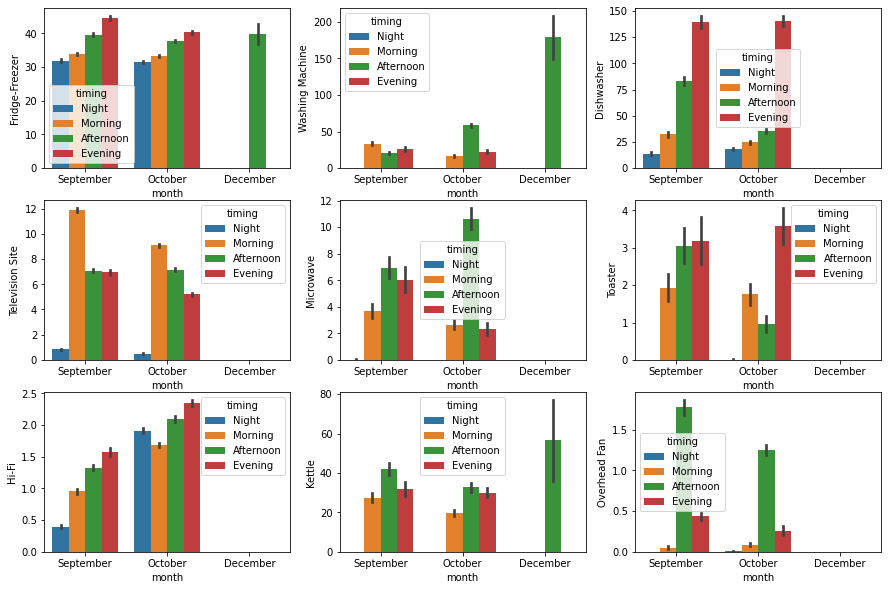 Fridge-Freezer
40
30
20
10
0
timing
Night
Morning
Afternoon
Evening
September October December
month
Washing Machine
200
150
100
50
0
timing
Night
Morning
Afternoon
Evening
September October December
month
Dishwasher
150
125
100
75
50
25
0
timing
Night
Morning
Afternoon
Evening
September October December
month
Television Site
12
10
8
6
4
2
0
timing
Night
Morning
Afternoon
Evening
September October December
month
Microwave
12
10
8
6
4
2
0
timing
Night
Morning
Afternoon
Evening
September October December
month
Toaster
4
3
2
1
0
timing
Night
Morning
Afternoon
Evening
September October December
month
Hi-Fi
2.5
2.0
1.5
1.0
0.5
0.0
timing
Night
Morning
Afternoon
Evening
September October December
month
Kettle
80
60
40
20
0
timing
Night
Morning
Afternoon
Evening
September October December
month
Overhead Fan
1.5
1.0
0.5
0.0
timing
Night
Morning
Afternoon
Evening
September October December
month